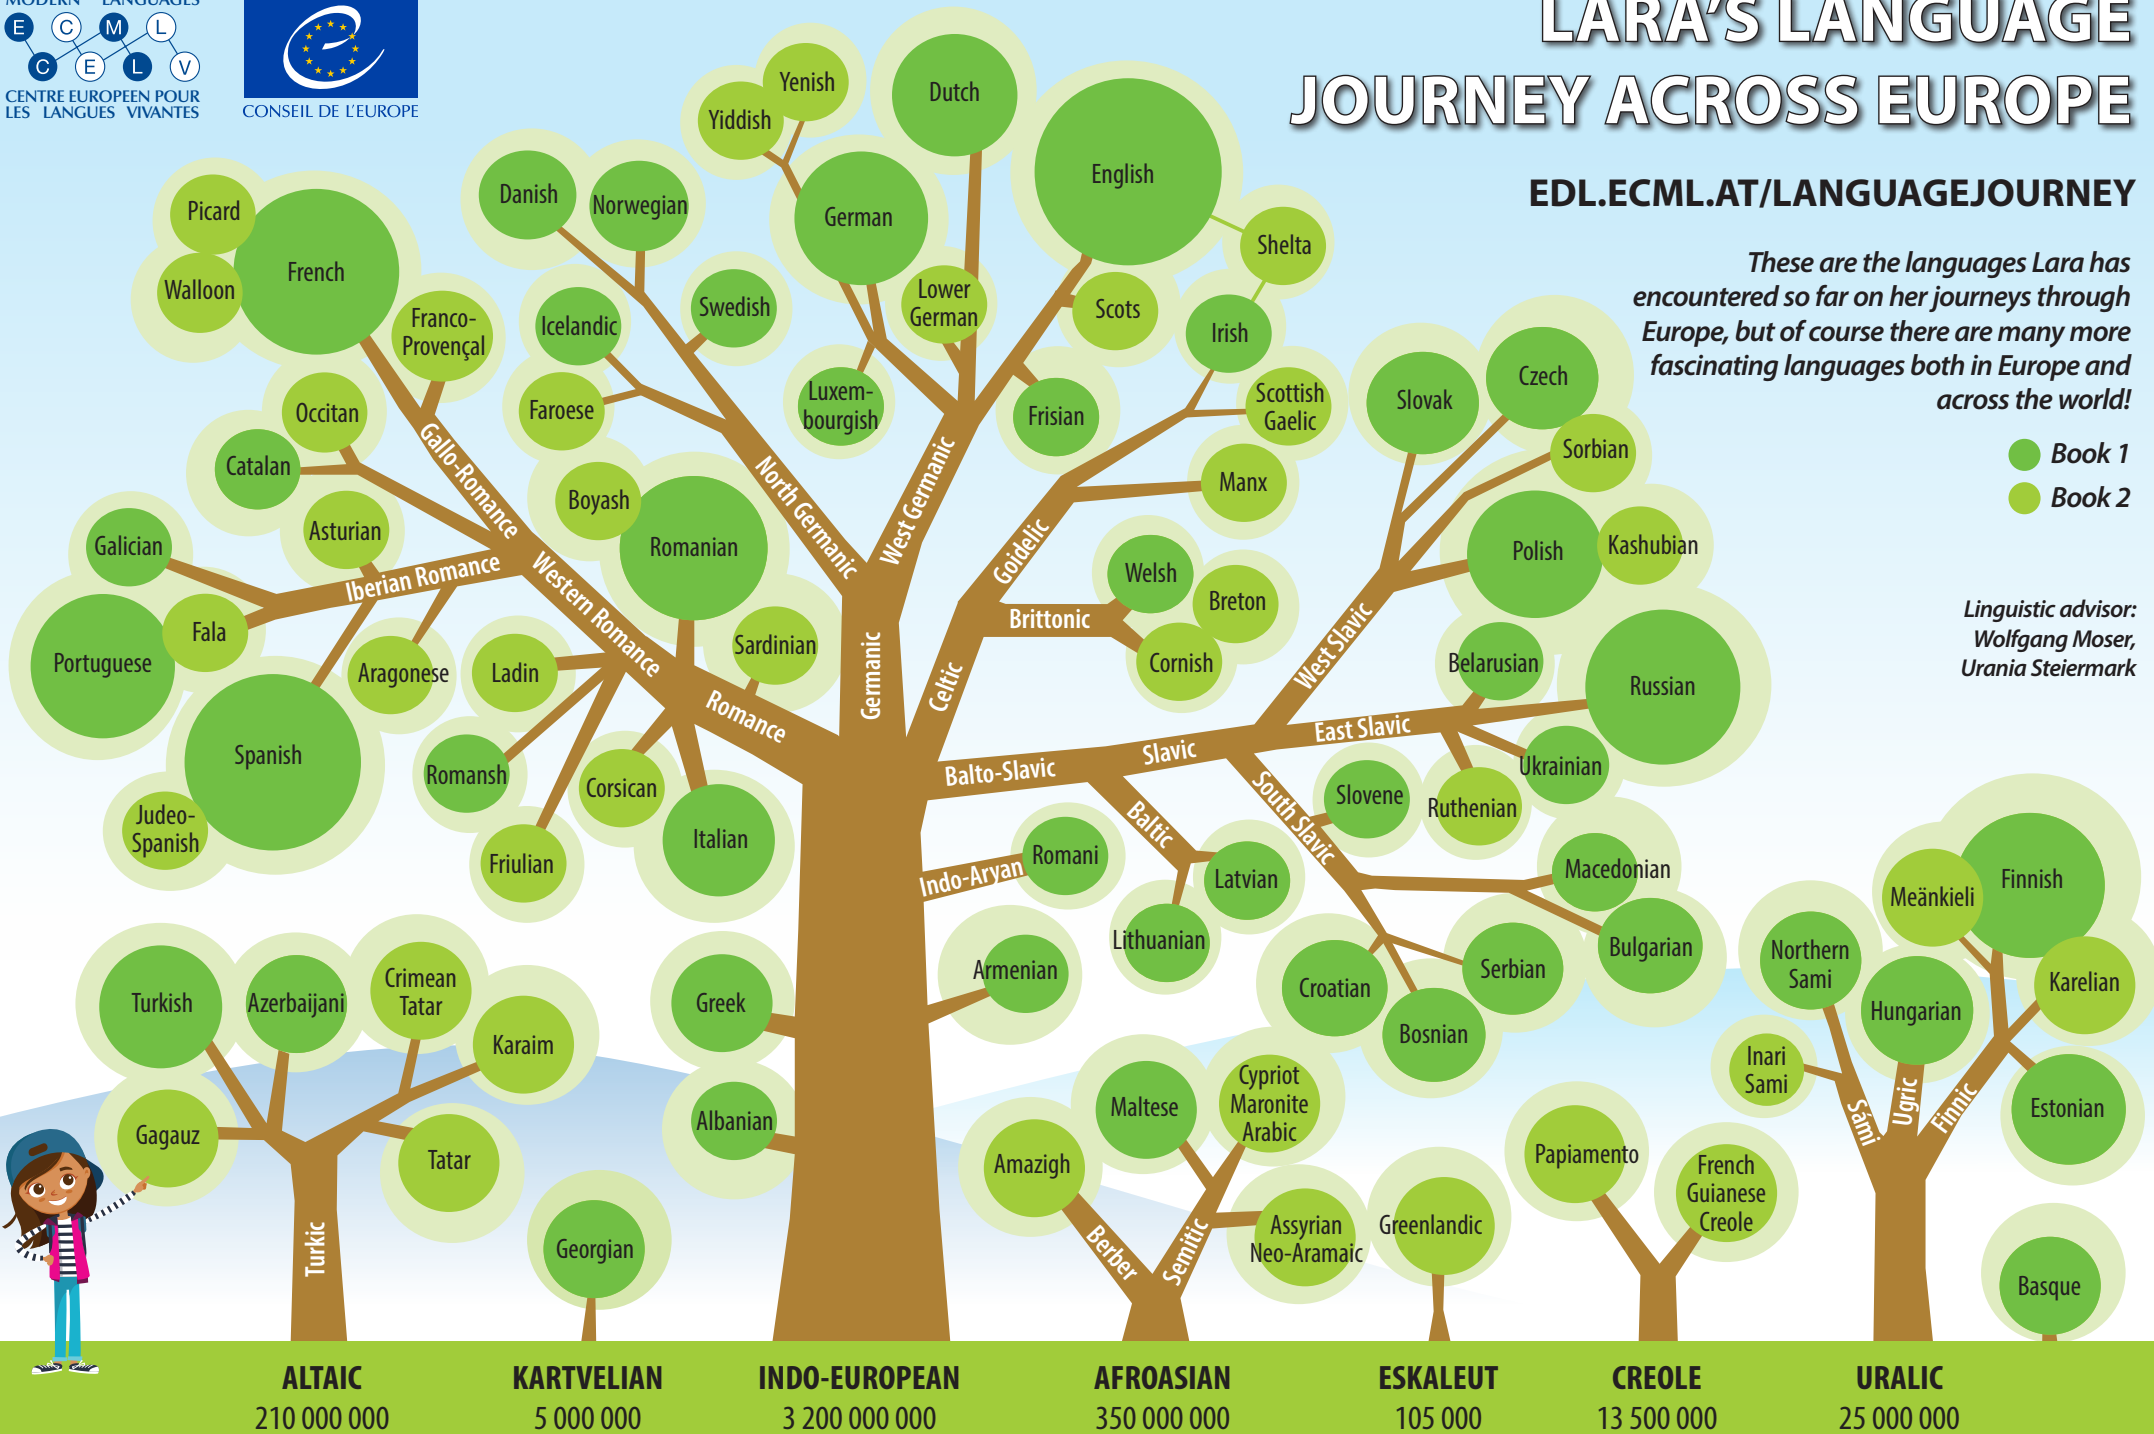 MODERN LANGUAGES
E C M L
C E L V
CENTRE EUROPEEN POUR
LES LANGUES VIVANTES
CONSEIL DE L'EUROPE
LARA'S LANGUAGE
JOURNEY ACROSS EUROPE
EDL.ECML.AT/LANGUAGEJOURNEY
These are the languages Lara has
encountered so far on her journeys through
Europe, but of course there are many more
fascinating languages both in Europe and
across the world!
Book 1
Book 2
Linguistic advisor:
Wolfgang Moser,
Urania Steiermark
Picard
Walloon
French
Franco-
Provençal
Occitan
Catalan
Gallo-Romance
Asturian
Galician
Iberian Romance
Fala
Portuguese
Spanish
Judeo-
Spanish
Aragonese
Western Romance
Ladin
Romansh
Friulian
Corsican
Italian
Boyash
Romanian
Sardinian
Romance
Danish
Norwegian
Swedish
Icelandic
Faroese
North Germanic
Yiddish
Yenish
German
Luxem-
bourgish
Lower
German
Dutch
English
Scots
Frisian
West Germanic
Germanic
Shelta
Irish
Scottish
Gaelic
Manx
Goidelic
Welsh
Breton
Cornish
Brittonic
Celtic
Slovak
Czech
Sorbian
Polish
Kashubian
West Slavic
Belarusian
Russian
Ukrainian
Ruthenian
East Slavic
Slavic
Balto-Slavic
Baltic
Latvian
Lithuanian
South Slavic
Slovene
Macedonian
Bulgarian
Croatian
Bosnian
Serbian
Indo-Aryan
Romani
Armenian
Greek
Albanian
Turkish
Azerbaijani
Crimean
Tatar
Karaim
Gagauz
Tatar
Turkic
Georgian
Amazigh
Berber
Maltese
Cypriot
Maronite
Arabic
Assyrian
Neo-Aramaic
Semitic
Greenlandic
Papiamento
French
Guianese
Creole
Northern
Sami
Inari
Sami
Sámi
Hungarian
Ugric
Meänkieli
Finnish
Karelian
Estonian
Finnic
Basque
ALTAIC
210 000 000
KARTVELIAN
5 000 000
INDO-EUROPEAN
3 200 000 000
AFROASIAN
350 000 000
ESKALEUT
105 000
CREOLE
13 500 000
URALIC
25 000 000